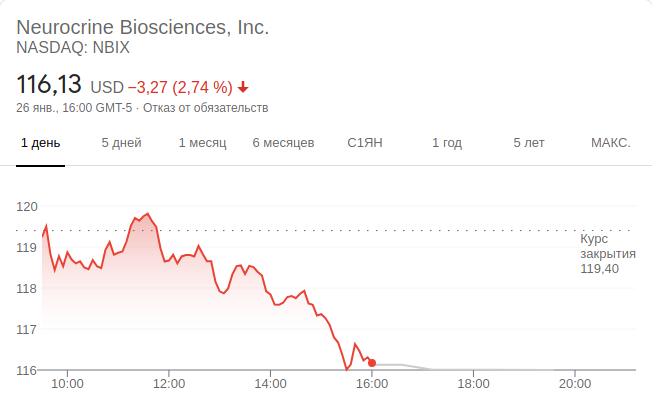 Neurocrine Biosciences, Inc.
NASDAQ: NBIX
116,13 USD −3,27 (2,74 %)
26 янв., 16:00 GMT-5 · Отказ от обязательств
1 день 5 дней 1 месяц 6 месяцев С1ЯН 1 год 5 лет МАКС.
120
119
118
117
116
Курс
закрытия
119,40
10:00 12:00 14:00 16:00 18:00 20:00